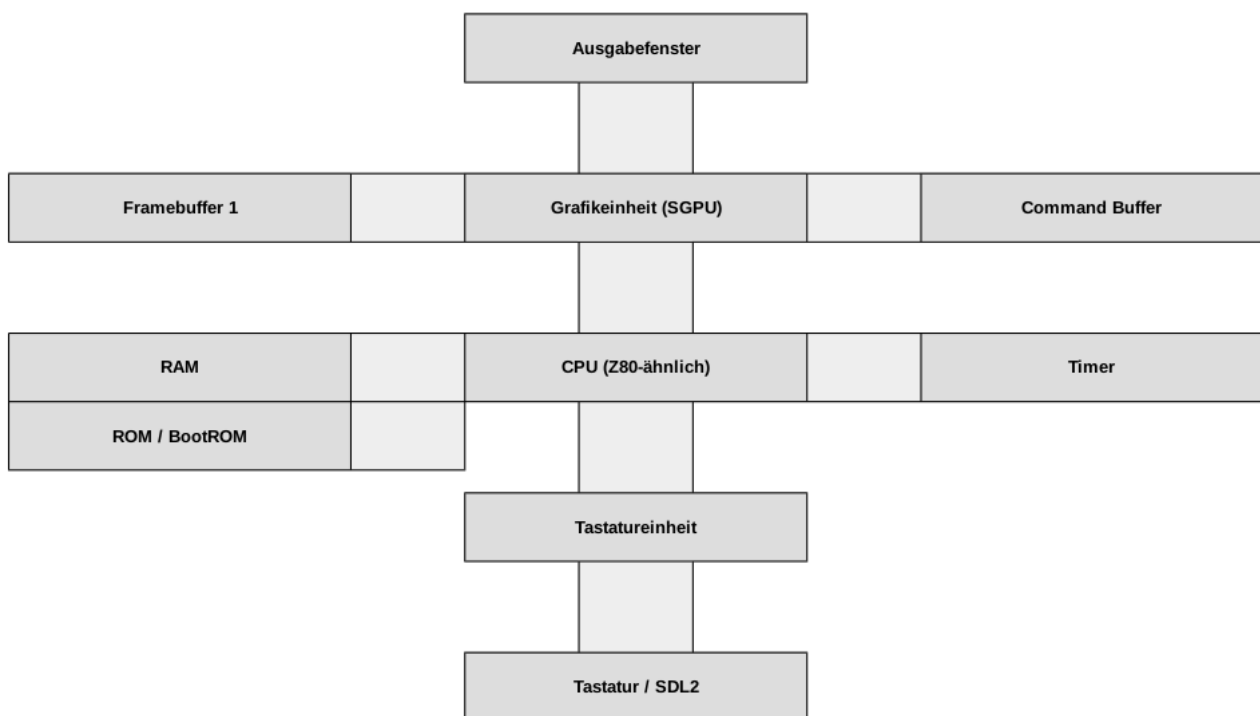 Ausgabefenster
Framebuffer 1
Grafikeinheit (SGPU)
Command Buffer
RAM
CPU (Z80-ähnlich)
Timer
ROM / BootROM
Tastatureinheit
Tastatur / SDL2